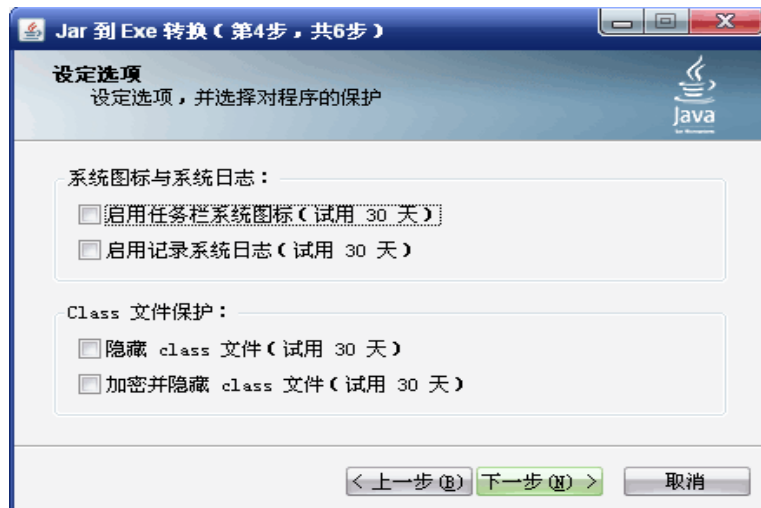 Jar 到 Exe 转换(第4步,共6步)
设定选项
设定选项,并选择对程序的保护
Java
系统图标与系统日志:
启用任务栏系统图标(试用 30 天)
启用记录系统日志(试用 30 天)
Class 文件保护:
隐藏 class 文件(试用 30 天)
加密并隐藏 class 文件(试用 30 天)
< 上一步(B) 下一步(N) > 取消